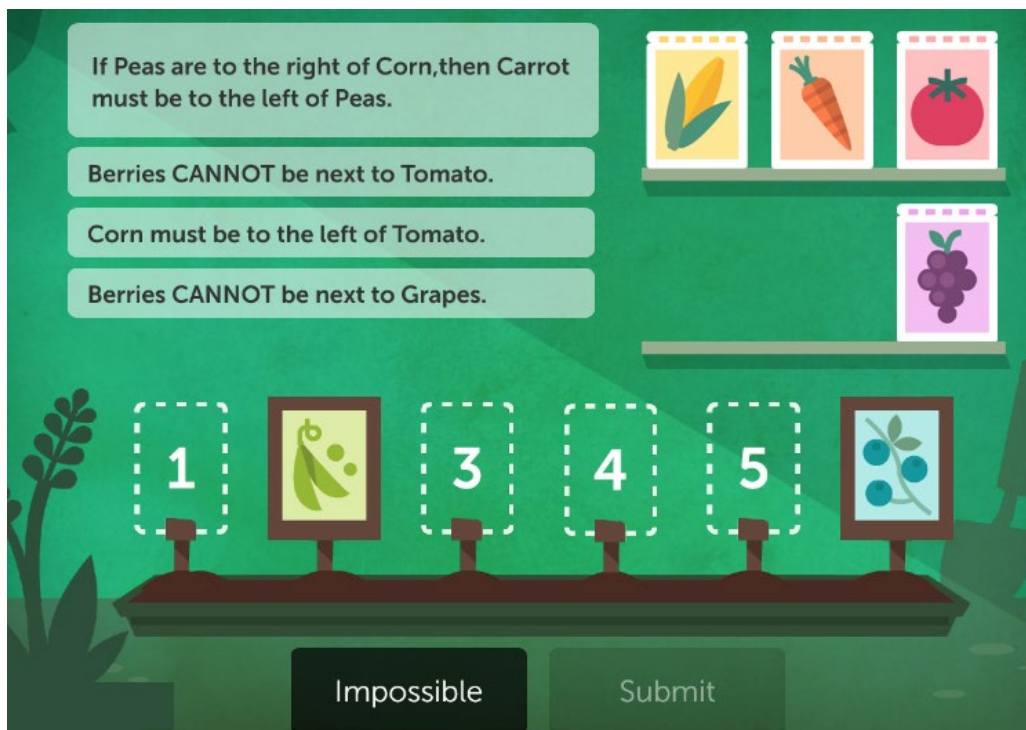 If Peas are to the right of Corn,then Carrot
must be to the left of Peas.
Berries CANNOT be next to Tomato.
Corn must be to the left of Tomato.
Berries CANNOT be next to Grapes.
1
3
4
5
Impossible
Submit